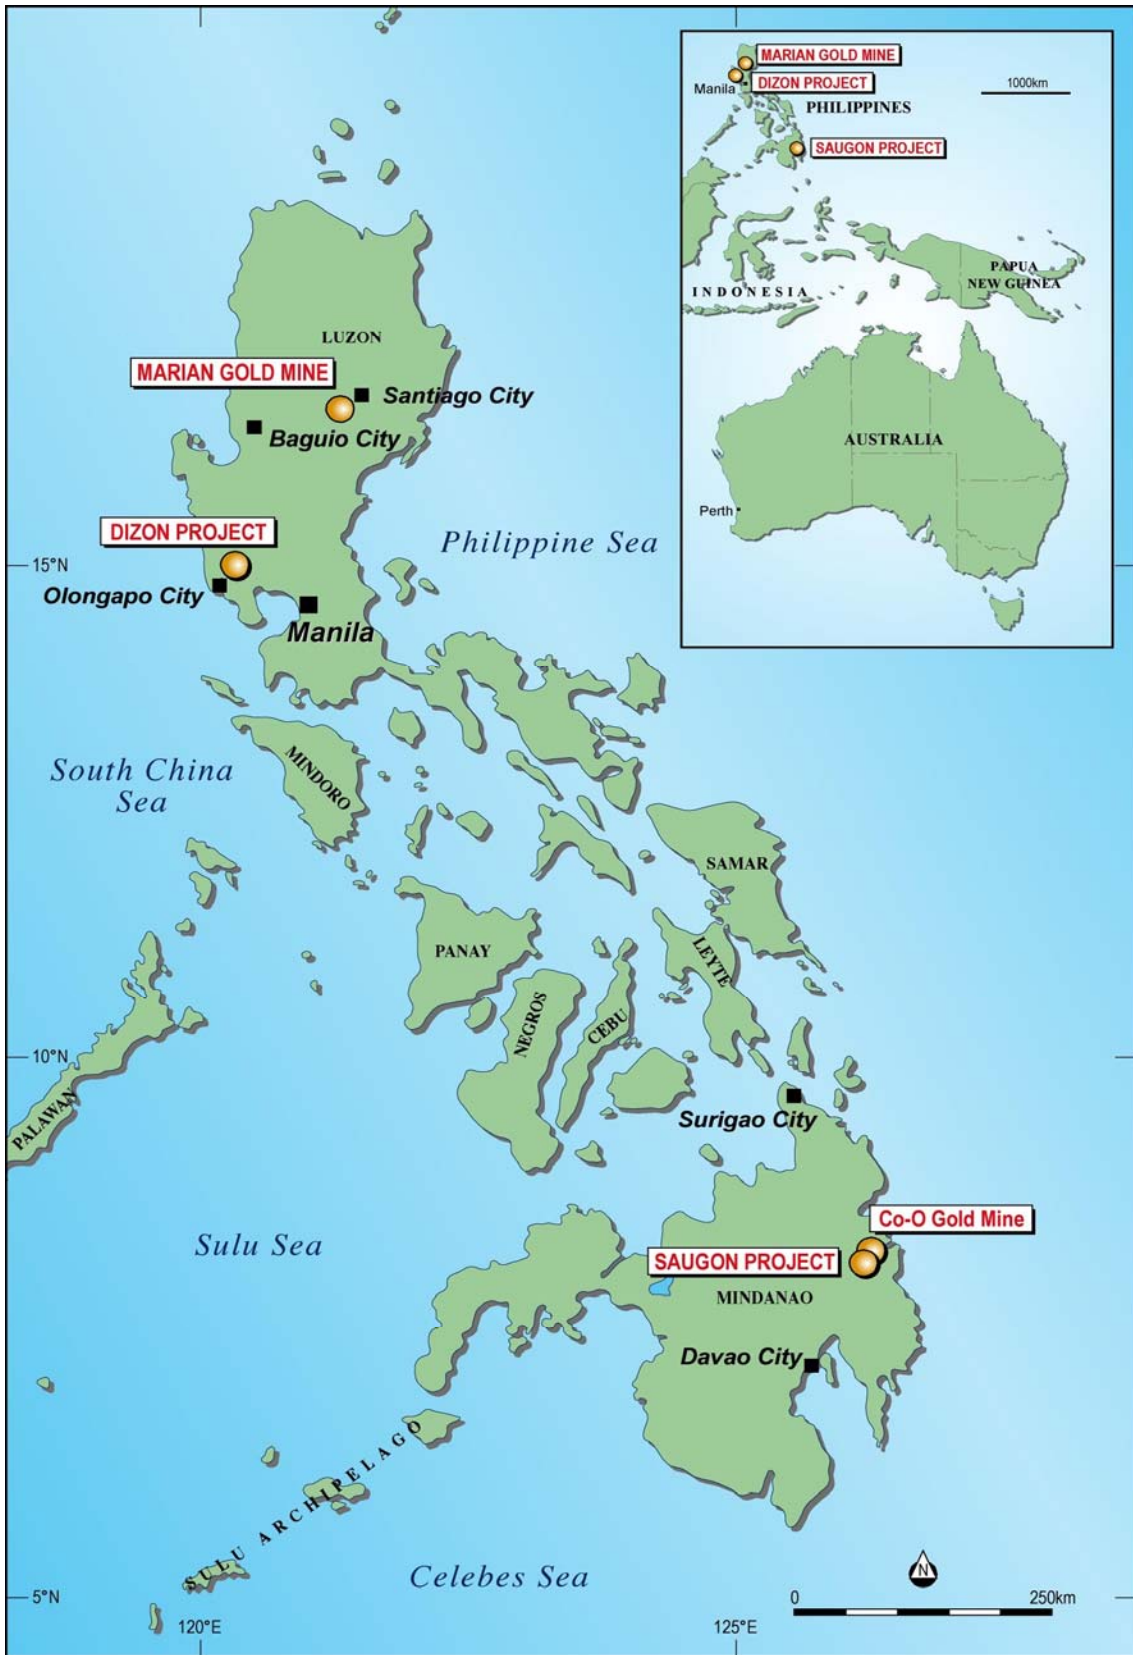 MARIAN GOLD MINE
Manila
DIZON PROJECT
PHILIPPINES
1000km
SAUGON PROJECT
INDONESIA
PAPUA
NEW GUINEA
AUSTRALIA
Perth
LUZON
MARIAN GOLD MINE
Santiago City
Baguio City
DIZON PROJECT
Philippine Sea
15°N
Olongapo City
Manila
South China
Sea
MINDORO
SAMAR
PANAY
LEYTE
NEGROS
CEBU
10°N
PALAWAN
Surigao City
Co-O Gold Mine
Sulu Sea
SAUGON PROJECT
MINDANAO
Davao City
SULU ARCHIPELAGO
Celebes Sea
N
5°N
0
250km
120°E
125°E